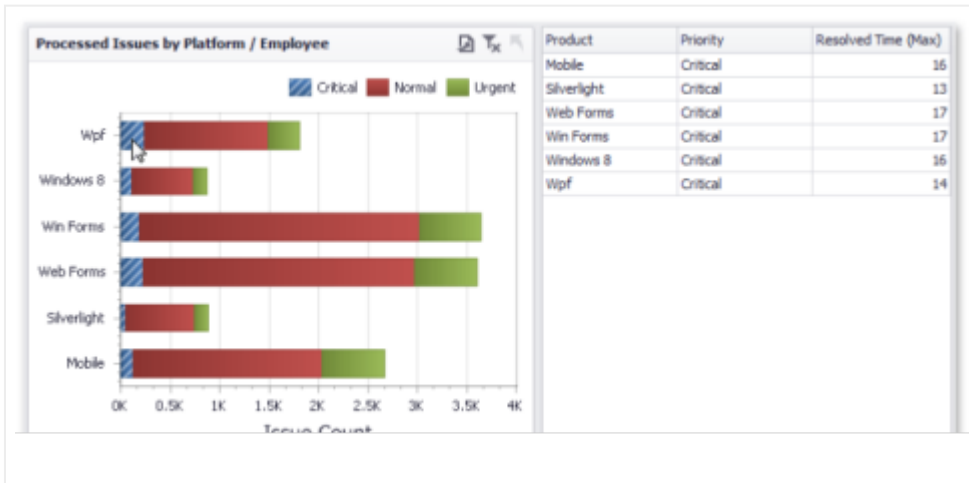 Processed Issues by Platform / Employee
Critical Normal Urgent
Wpf
Windows 8
Win Forms
Web Forms
Silverlight
Mobile
0K 0.5K 1K 1.5K 2K 2.5K 3K 3.5K 4K
Issue Count
Product Priority Resolved Time (Max)
Mobile Critical 16
Silverlight Critical 13
Web Forms Critical 17
Win Forms Critical 17
Windows 8 Critical 16
Wpf Critical 14